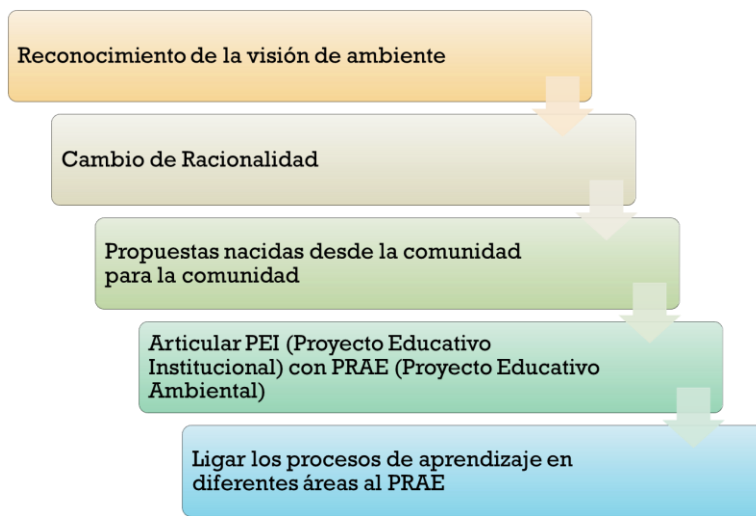 Reconocimiento de la visión de ambiente
Cambio de Racionalidad
Propuestas nacidas desde la comunidad
para la comunidad
Articular PEI (Proyecto Educativo
Institucional) con PRAE (Proyecto Educativo
Ambiental)
Ligar los procesos de aprendizaje en
diferentes áreas al PRAE